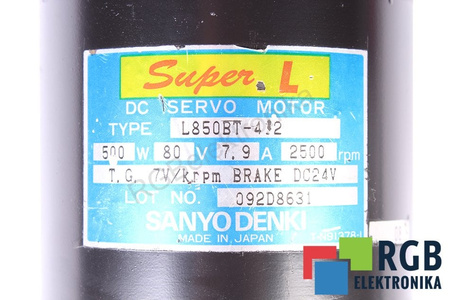 Super L
DC SERVO MOTOR
TYPE L850BT-
500 W 80 V 7,9 A 2500 rpm
T.G. 7V/krpm BRAKE DC24V
LOT NO. 092D8631
SANYO DENKI
MADE IN JAPAN
RGB
ELEKTRONIKA